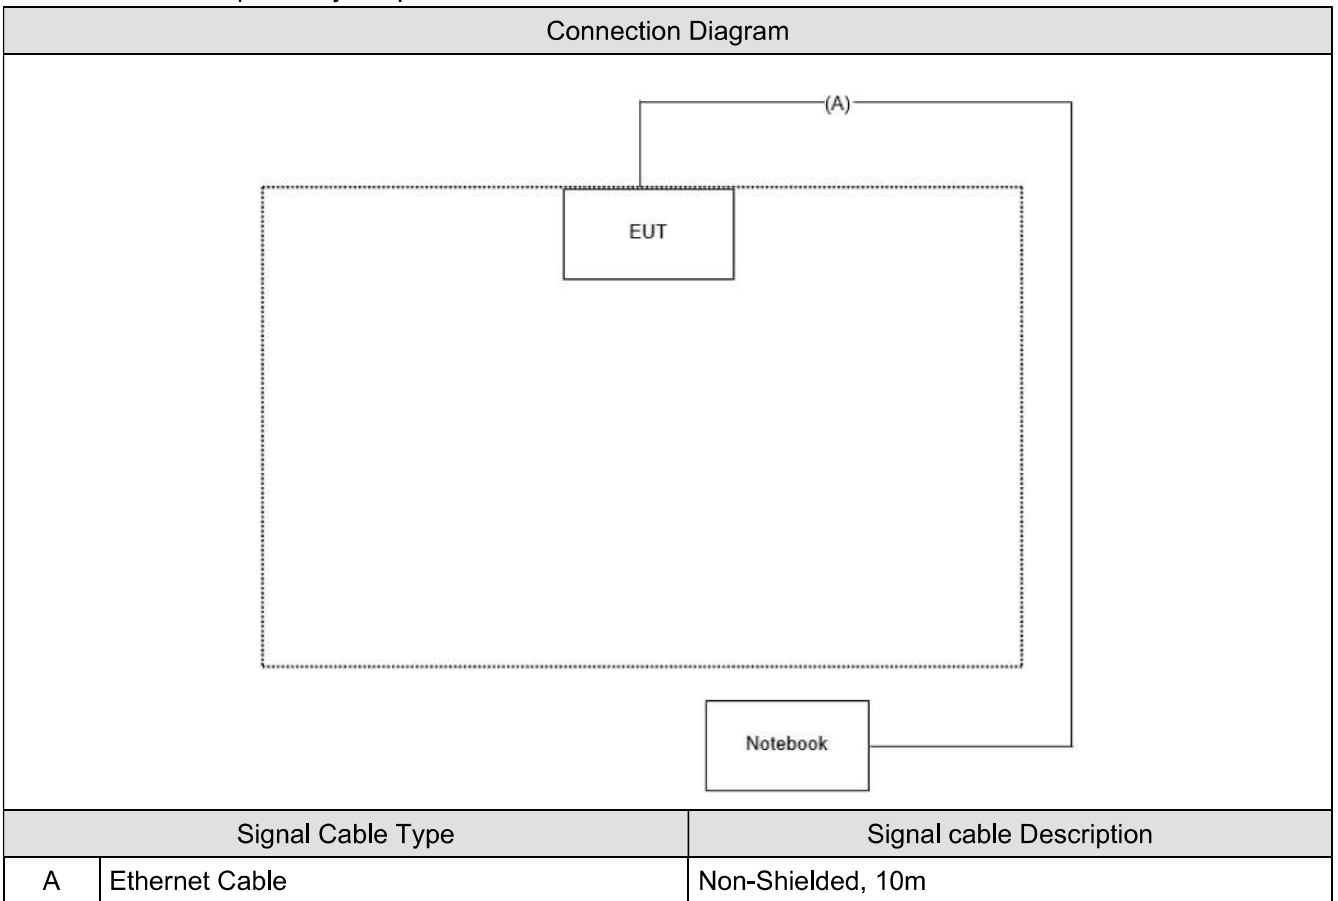 Connection Diagram
(A)
EUT
Notebook
Signal Cable Type Signal cable Description
A Ethernet Cable Non-Shielded, 10m